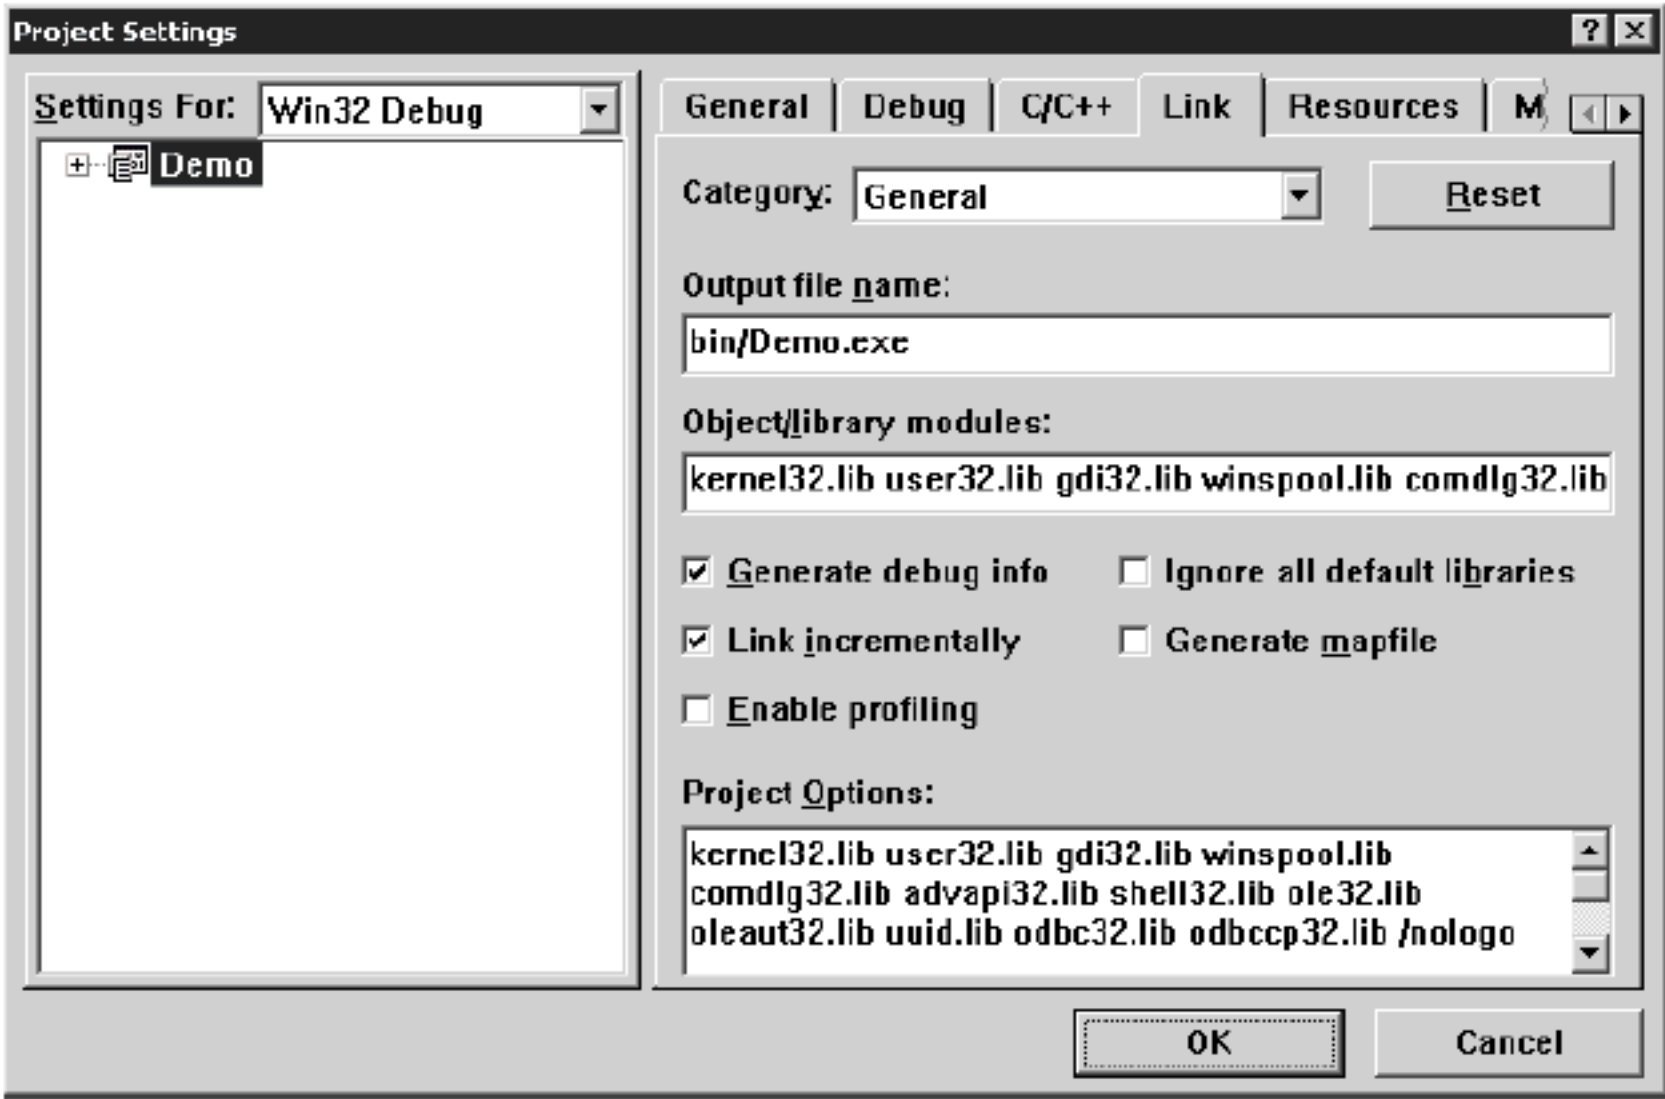 Project Settings
Settings For: Win32 Debug
Demo
General Debug C/C++ Link Resources M
Category: General Reset
Output file name:
bin/Demo.exe
Object/library modules:
kernel32.lib user32.lib gdi32.lib winspool.lib comdlg32.lib
Generate debug info Ignore all default libraries
Link incrementally Generate mapfile
Enable profiling
Project Options:
kernel32.lib user32.lib gdi32.lib winspool.lib
comdlg32.lib advapi32.lib shell32.lib ole32.lib
oleaut32.lib uuid.lib odbc32.lib odbccp32.lib /nologo
OK Cancel